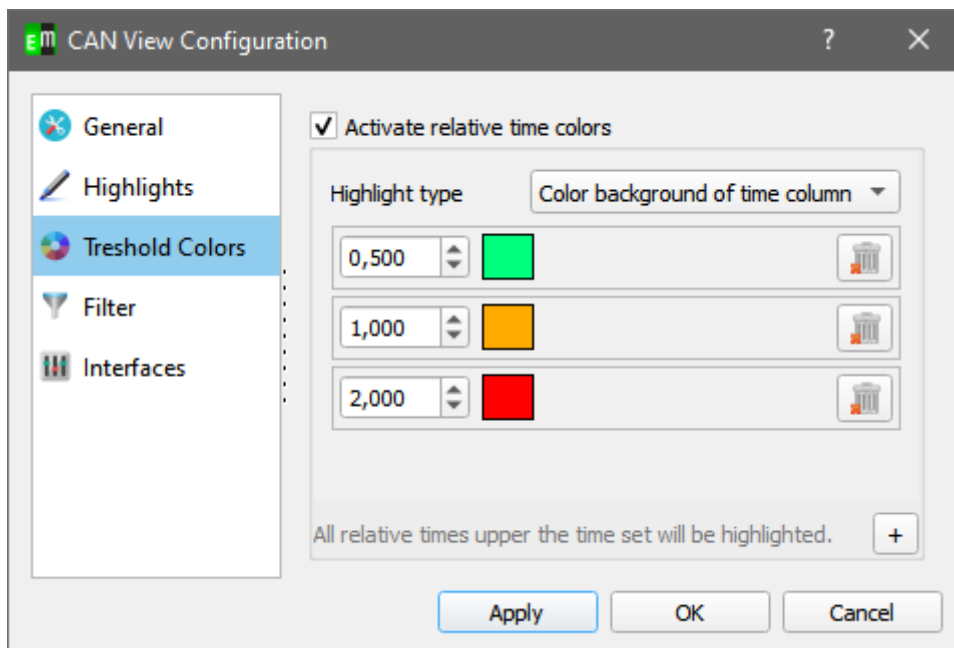 Em CAN View Configuration ? ×
General
Highlights
Treshold Colors
Filter
Interfaces
Activate relative time colors
Highlight type Color background of time column
0,500
1,000
2,000
All relative times upper the time set will be highlighted. +
Apply OK Cancel